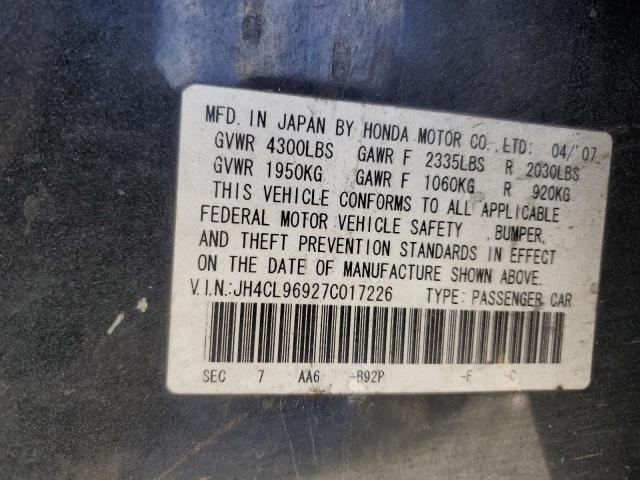 MFD. IN JAPAN BY HONDA MOTOR CO., LTD: 04/'07
GVWR 4300LBS GAWR F 2335LBS R 2030LBS
GVWR 1950KG GAWR F 1060KG R 920KG
THIS VEHICLE CONFORMS TO ALL APPLICABLE
FEDERAL MOTOR VEHICLE SAFETY , BUMPER,
AND THEFT PREVENTION STANDARDS IN EFFECT
ON THE DATE OF MANUFACTURE SHOWN ABOVE.
V.I.N.:JH4CL96927C017226 TYPE: PASSENGER CAR
SEC 7 AA6 -B92P -F -C